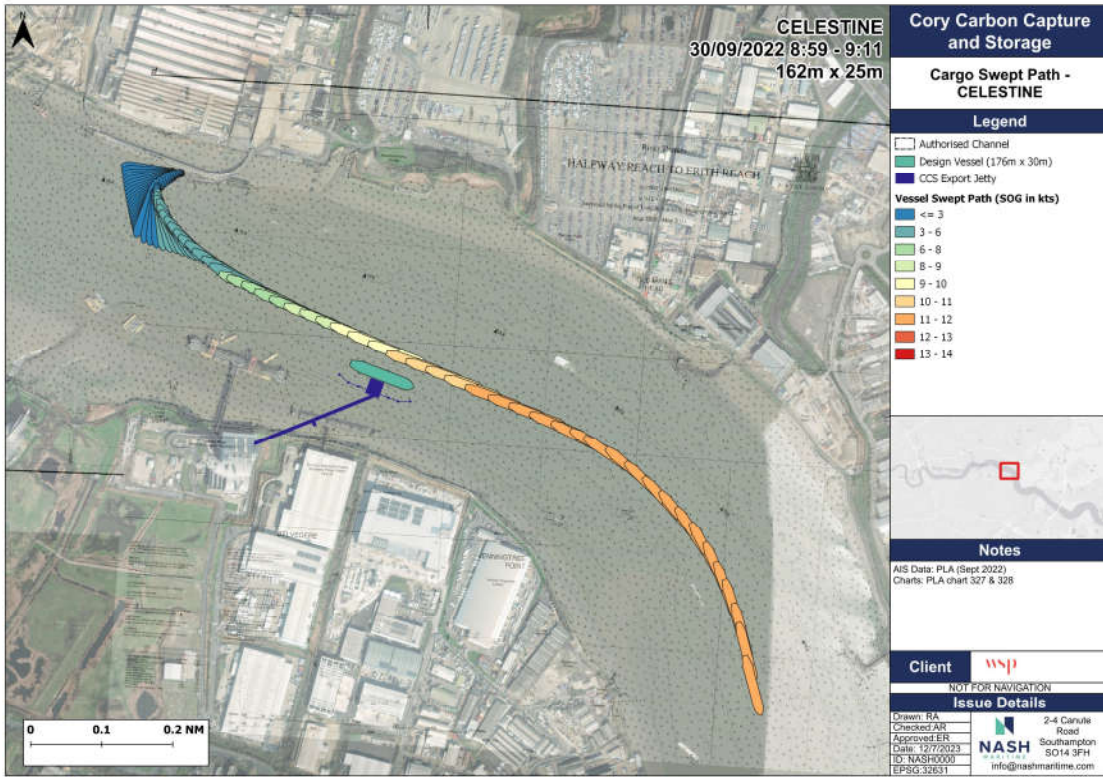 N
CELESTINE
30/09/2022 8:59 - 9:11
162m x 25m
HALFWAY REACH TO ERITH REACH
BELVEDERE
POINT
0 0.1 0.2 NM
Cory Carbon Capture
and Storage
Cargo Swept Path -
CELESTINE
Legend
Authorised Channel
Design Vessel (176m x 30m)
CCS Export Jetty
Vessel Swept Path (SOG in kts)
<= 3
3 - 6
6 - 8
8 - 9
9 - 10
10 - 11
11 - 12
12 - 13
13 - 14
Notes
AIS Data: PLA (Sept 2022)
Charts: PLA chart 327 & 328
Client
wsp
NOT FOR NAVIGATION
Issue Details
Drawn: RA
Checked:AR
Approved:ER
Date: 12/7/2023
ID: NASH0000
EPSG:32631
NASH
MARITIME
2-4 Canute
Road
Southampton
SO14 3FH
info@nashmaritime.com